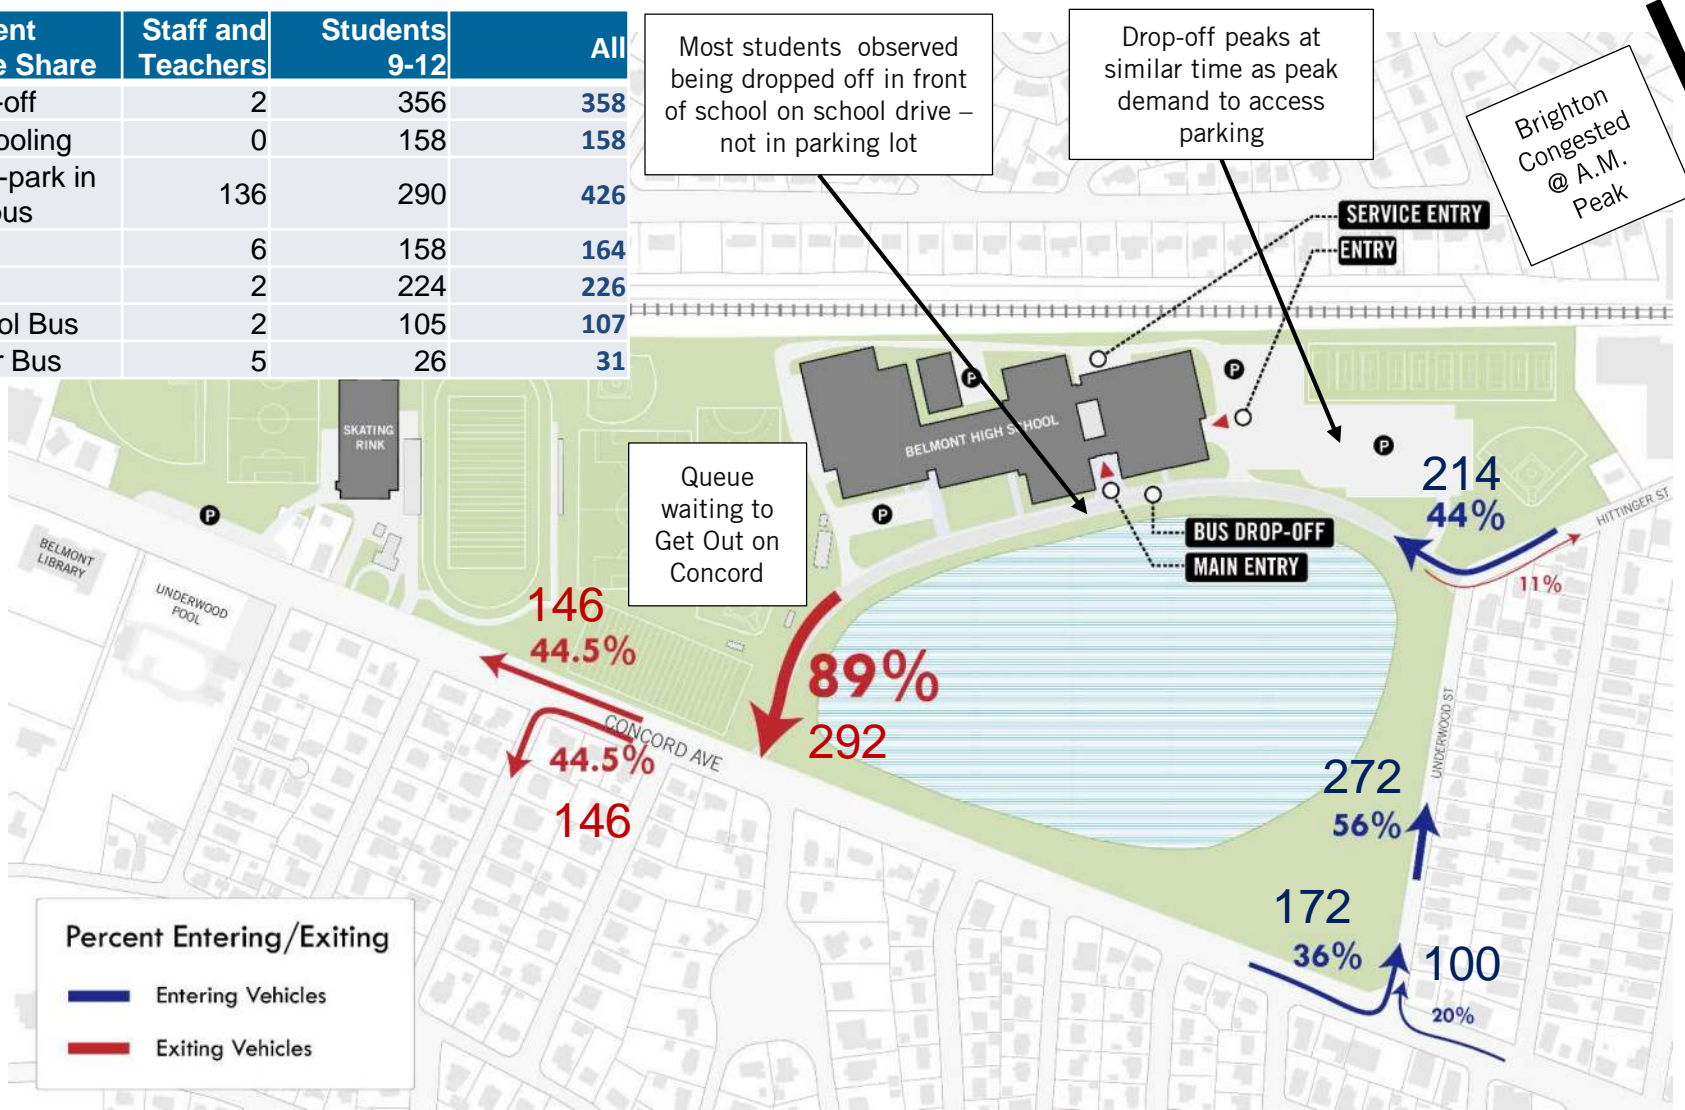 Staff and Students
Share Teachers 9-12 All
-off 2 356 358
ooling 0 158 158
-park in
ous 136 290 426
6 158 164
2 224 226
ol Bus 2 105 107
r Bus 5 26 31
Most students observed
being dropped off in front
of school on school drive –
not in parking lot
Drop-off peaks at
similar time as peak
demand to access
parking
Brighton
Congested
@ A.M.
Peak
SERVICE ENTRY
ENTRY
P
P
P
P
P
SKATING
RINK
BELMONT HIGH SCHOOL
Queue
waiting to
Get Out on
Concord
BUS DROP-OFF
MAIN ENTRY
214
44%
HITTINGER ST
11%
BELMONT
LIBRARY
UNDERWOOD
POOL
146
44.5%
89%
292
CONCORD AVE
44.5%
146
UNDERWOOD ST
272
56%
172
36%
100
20%
Percent Entering/Exiting
Entering Vehicles
Exiting Vehicles